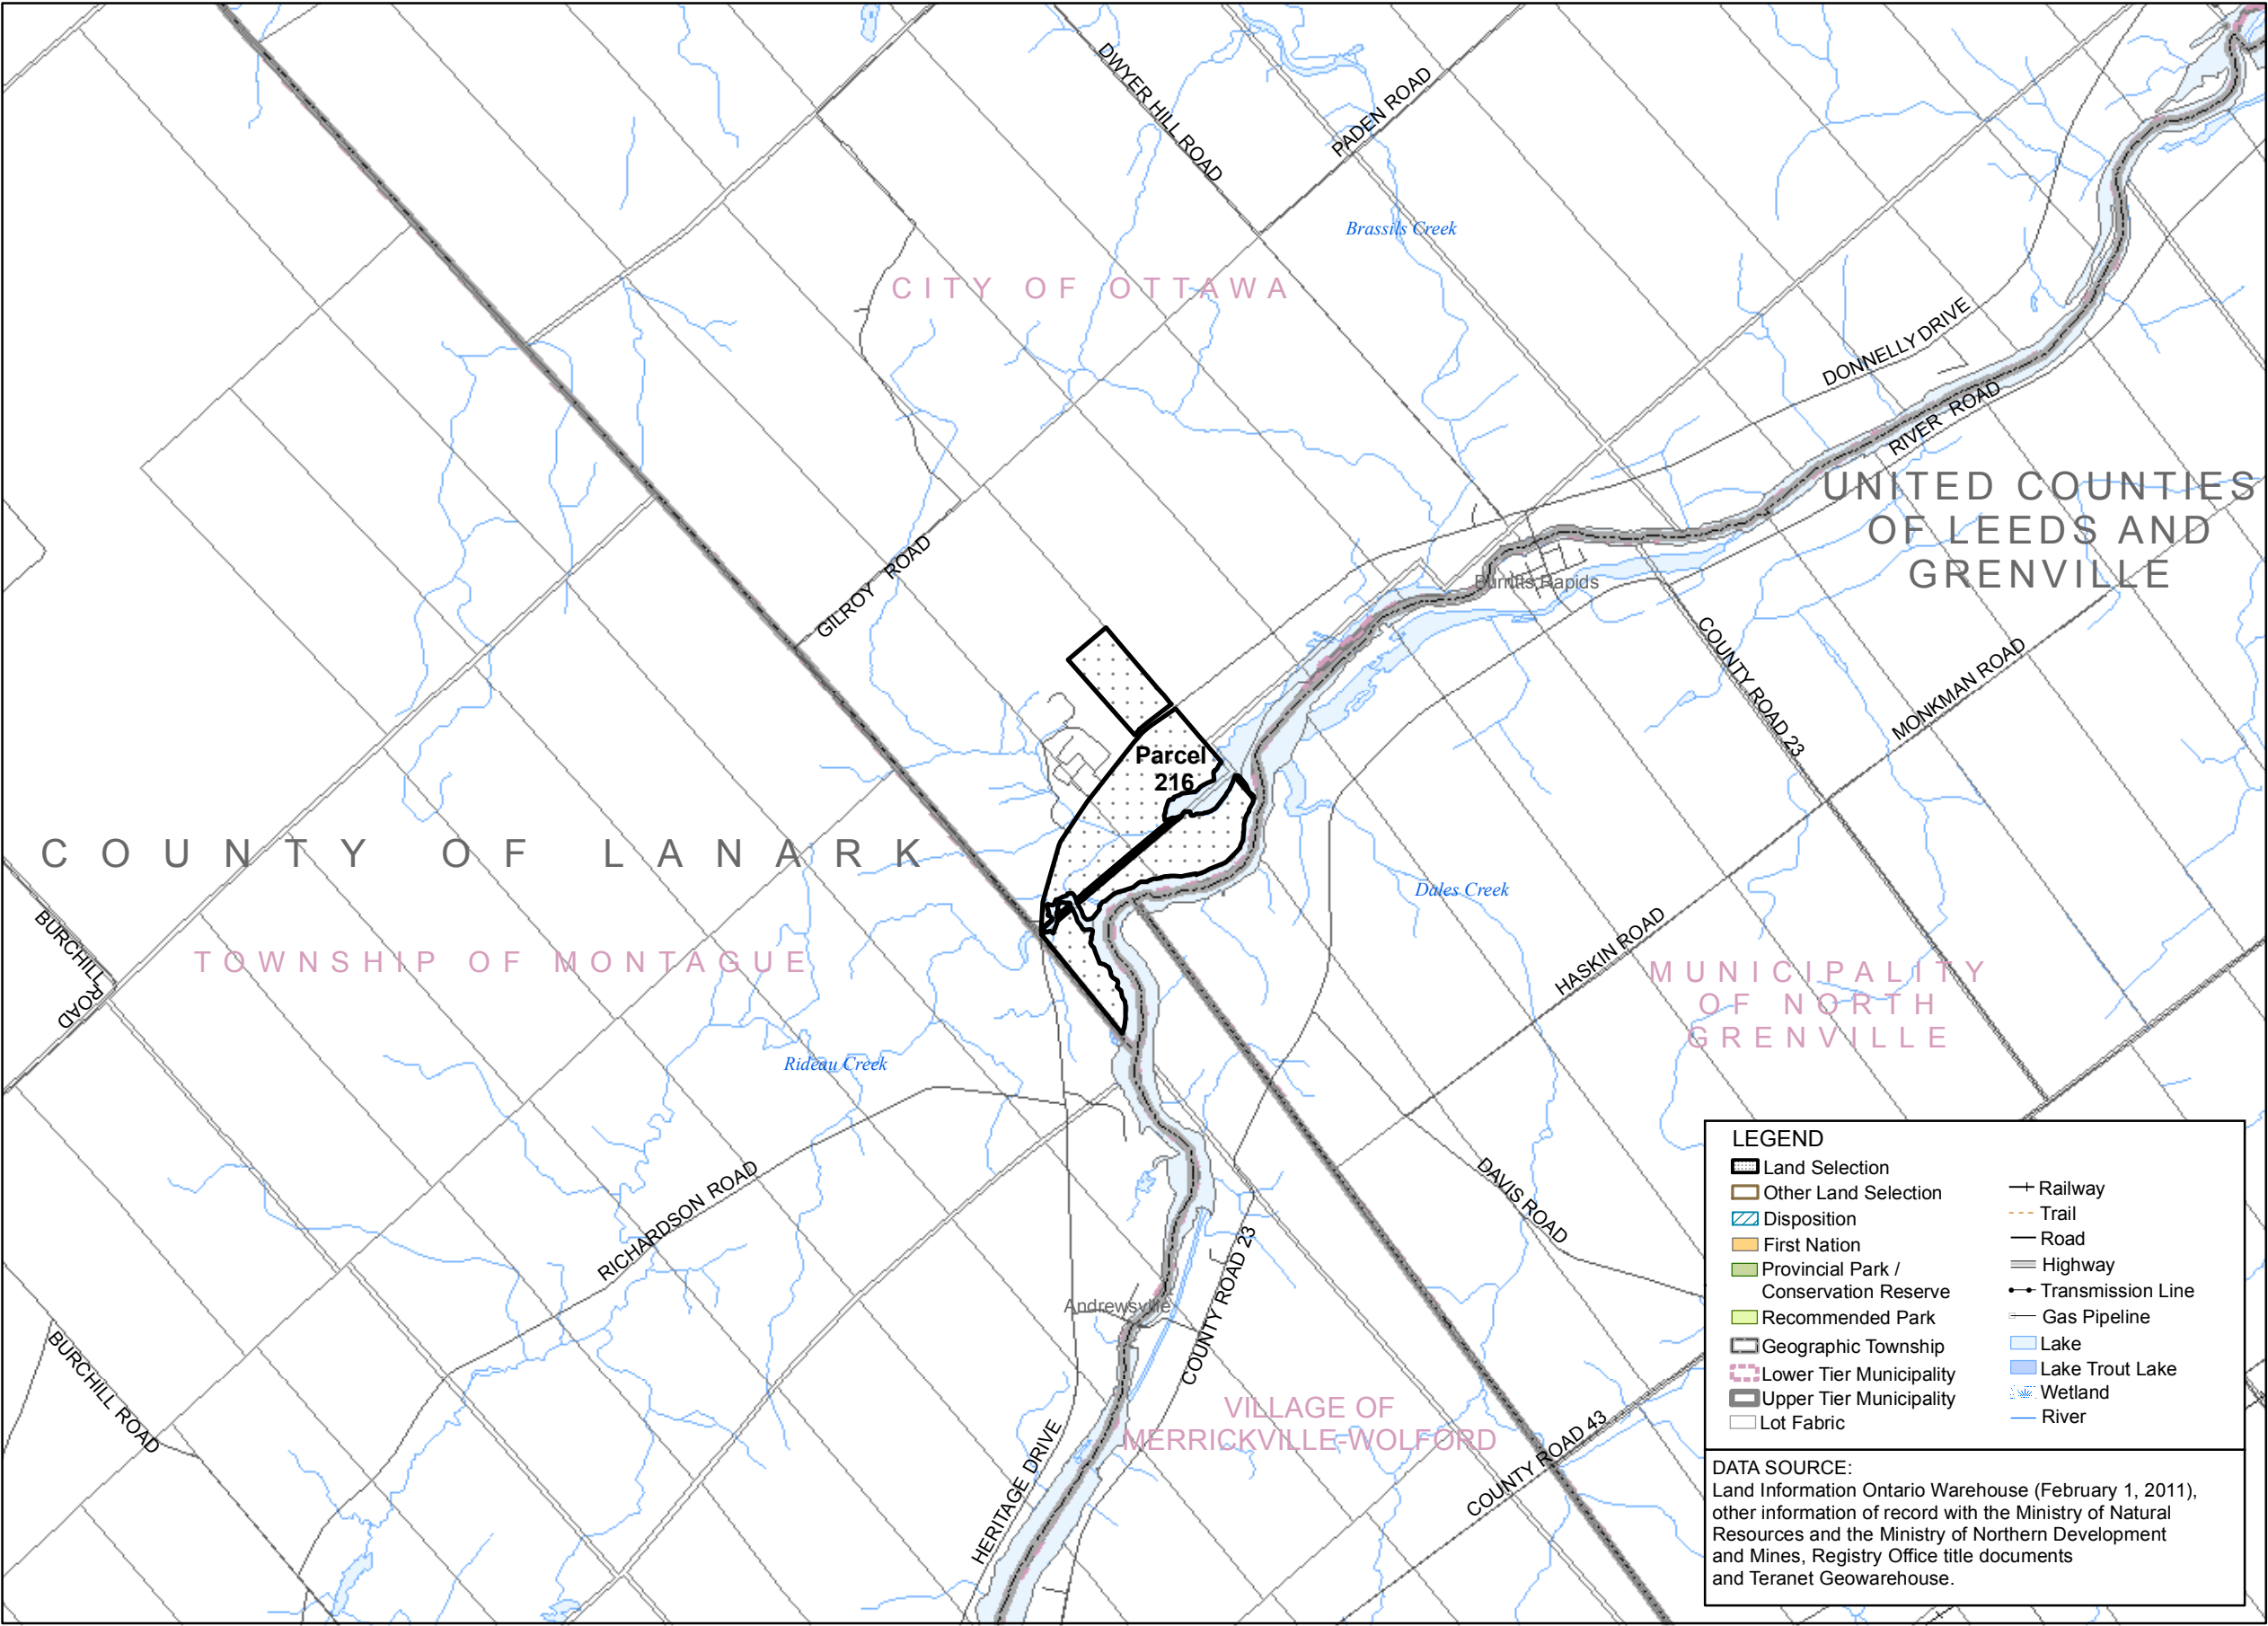 DWYER HILL ROAD
PADEN ROAD
Brassils Creek
CITY OF OTTAWA
DONNELLY DRIVE
RIVER ROAD
UNITED COUNTIES
OF LEEDS AND
GRENVILLE
GILROY ROAD
Burritts Rapids
COUNTY ROAD 23
MONKMAN ROAD
Parcel
216
COUNTY OF LANARK
Dales Creek
BURCHILL
ROAD
TOWNSHIP OF MONTAGUE
HASKIN ROAD
MUNICIPALITY
OF NORTH
GRENVILLE
Rideau Creek
RICHARDSON ROAD
DAVIS ROAD
COUNTY ROAD 23
Andrewsville
BURCHILL ROAD
VILLAGE OF
MERRICKVILLE-WOLFORD
HERITAGE DRIVE
COUNTY ROAD 43
LEGEND
Land Selection
Other Land Selection
Disposition
First Nation
Provincial Park /
Conservation Reserve
Recommended Park
Geographic Township
Lower Tier Municipality
Upper Tier Municipality
Lot Fabric
Railway
Trail
Road
Highway
Transmission Line
Gas Pipeline
Lake
Lake Trout Lake
Wetland
River
DATA SOURCE:
Land Information Ontario Warehouse (February 1, 2011),
other information of record with the Ministry of Natural
Resources and the Ministry of Northern Development
and Mines, Registry Office title documents
and Teranet Geowarehouse.